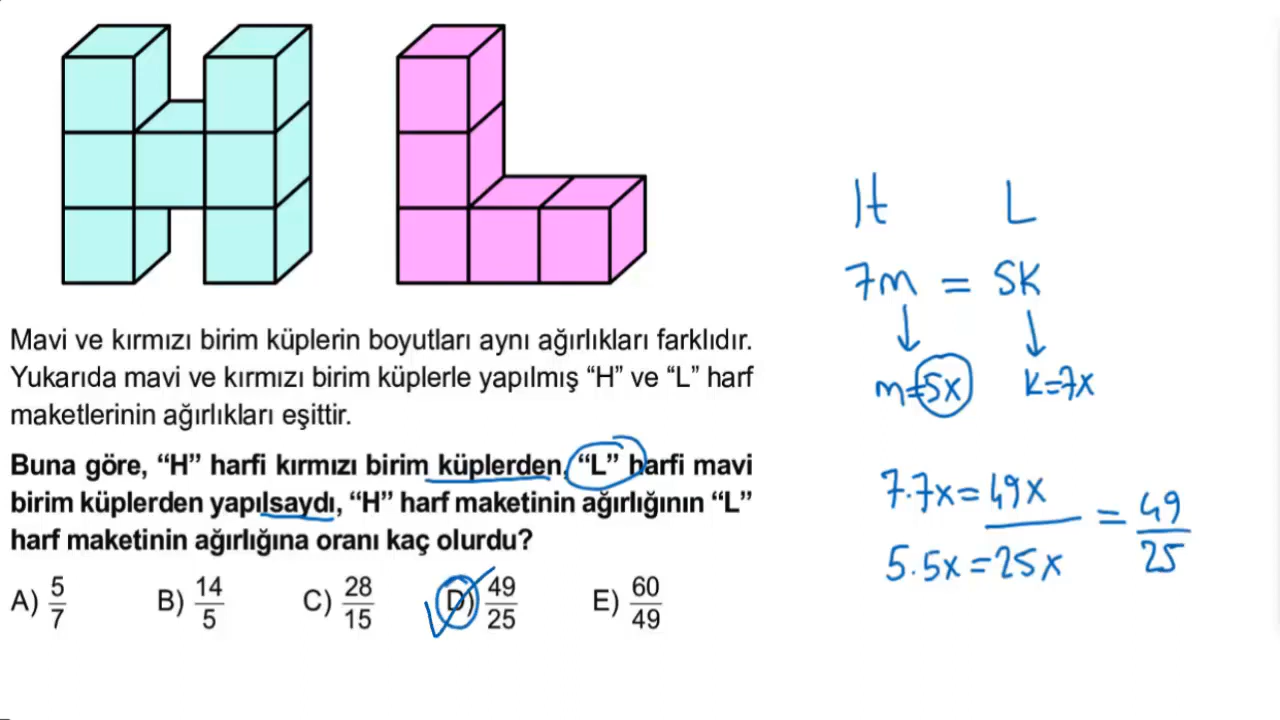 Mavi ve kırmızı birim küplerin boyutları aynı ağırlıkları farklıdır.
Yukarıda mavi ve kırmızı birim küplerle yapılmış “H” ve “L” harf
maketlerinin ağırlıkları eşittir.
Buna göre, “H” harfi kırmızı birim küplerden, “L” harfi mavi
birim küplerden yapılsaydı, “H” harf maketinin ağırlığının “L”
harf maketinin ağırlığına oranı kaç olurdu?
A) 5/7 B) 14/5 C) 28/15 D) 49/25 E) 60/49
H L
7m = 5K
m=5x k=7x
7.7x=49x
5.5x=25x
= 49/25